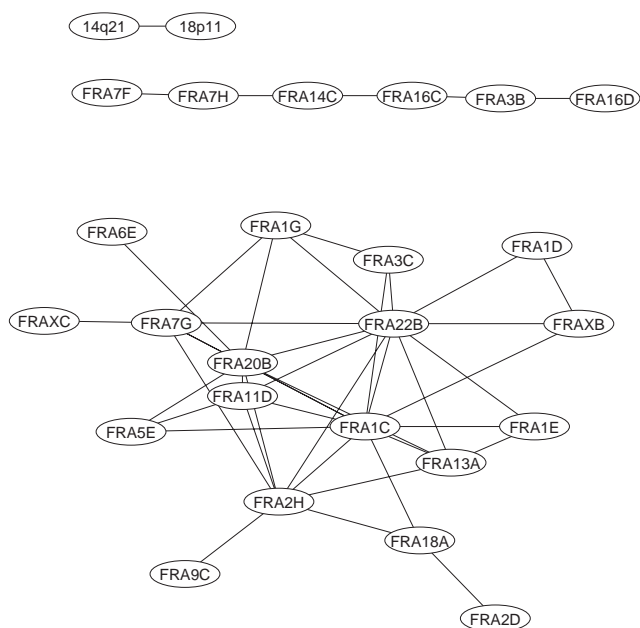 14q21 18p11
FRA7F FRA7H FRA14C FRA16C FRA3B FRA16D
FRA6E FRA1G
FRA3C FRA1D
FRAXC FRA7G FRA22B FRAXB
FRA20B
FRA11D
FRA5E FRA1C FRA1E
FRA13A
FRA2H
FRA18A
FRA9C
FRA2D